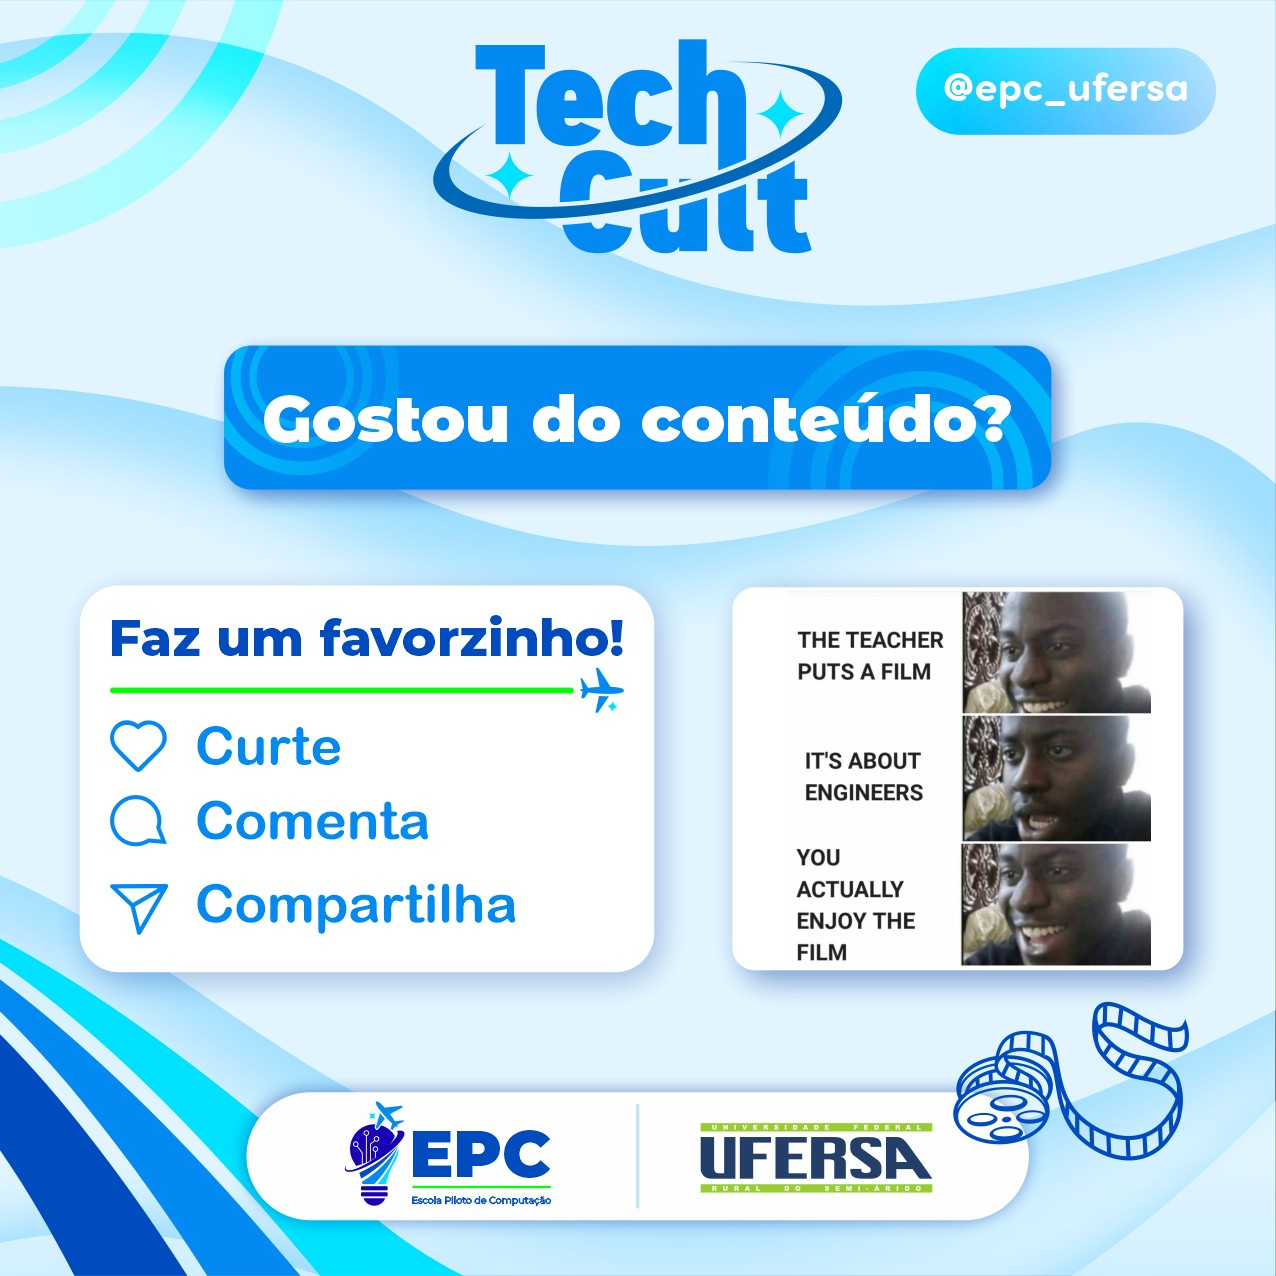 Tech
Cult
@epc_ufersa
Gostou do conteúdo?
Faz um favorzinho!
Curte
Comenta
Compartilha
THE TEACHER
PUTS A FILM
IT'S ABOUT
ENGINEERS
YOU
ACTUALLY
ENJOY THE
FILM
EPC
Escola Piloto de Computação
UNIVERSIDADE FEDERAL
UFERSA
RURAL DO SEMI-ÁRIDO